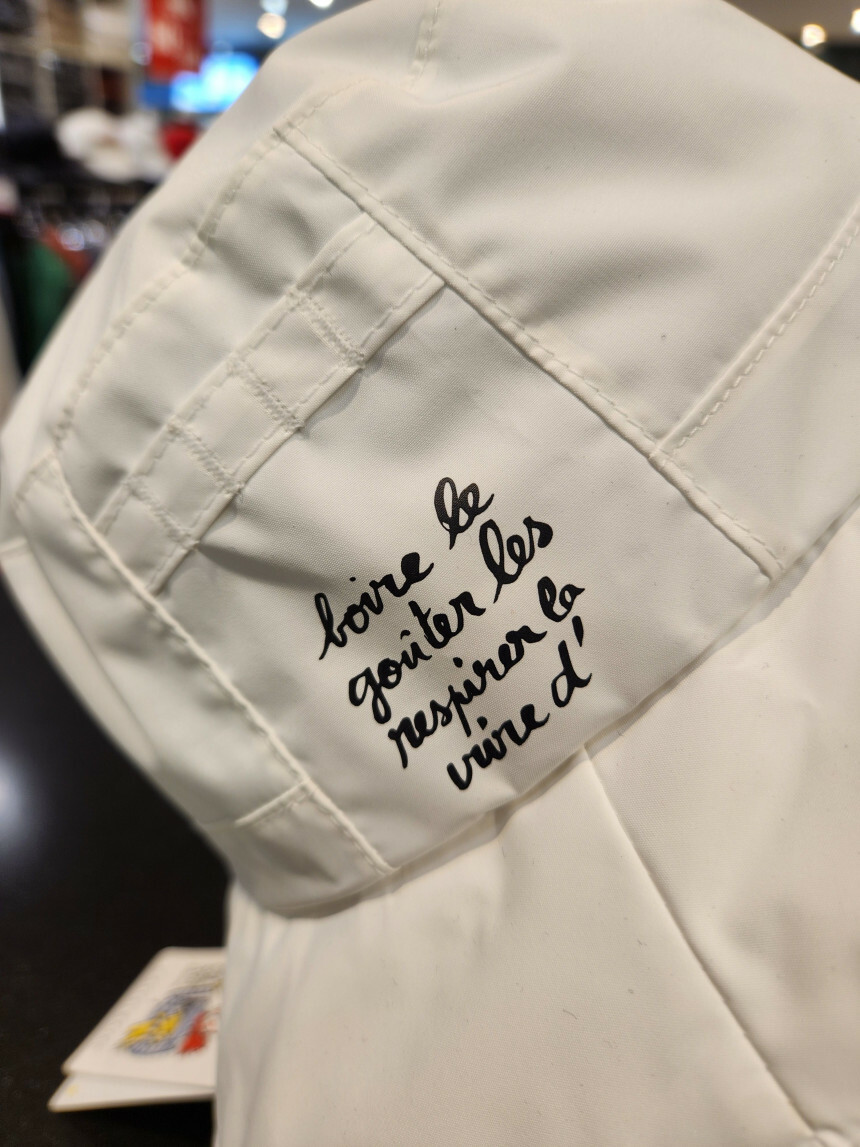 boire le
goûter les
respirer la
vivre d'